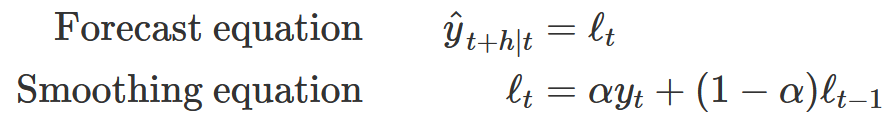 Forecast equation ŷ_{t+h|t} = ℓ_t
Smoothing equation ℓ_t = αy_t + (1 − α)ℓ_{t−1}